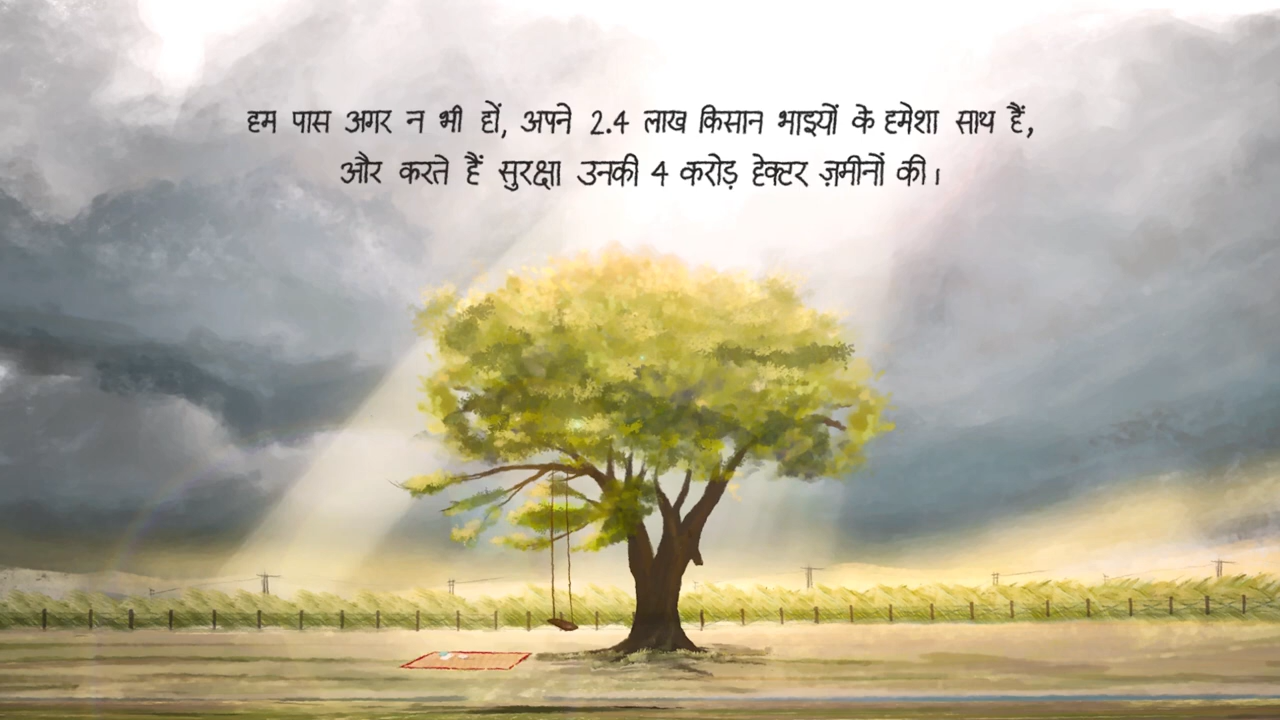 हम पास अगर न भी हों, अपने 2.4 लाख किसान भाइयों के हमेशा साथ हैं,
और करते हैं सुरक्षा उनकी 4 करोड़ हेक्टर ज़मीनों की।